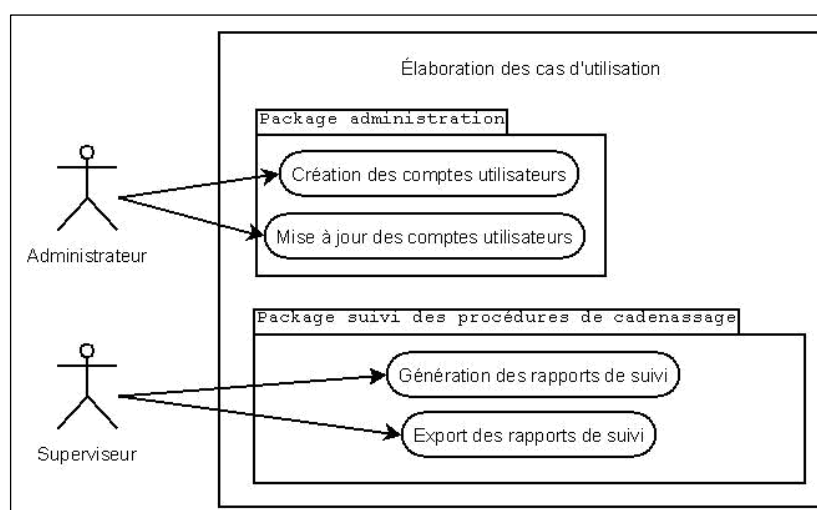 Élaboration des cas d'utilisation
Package administration
Création des comptes utilisateurs
Mise à jour des comptes utilisateurs
Administrateur
Package suivi des procédures de cadenassage
Génération des rapports de suivi
Export des rapports de suivi
Superviseur